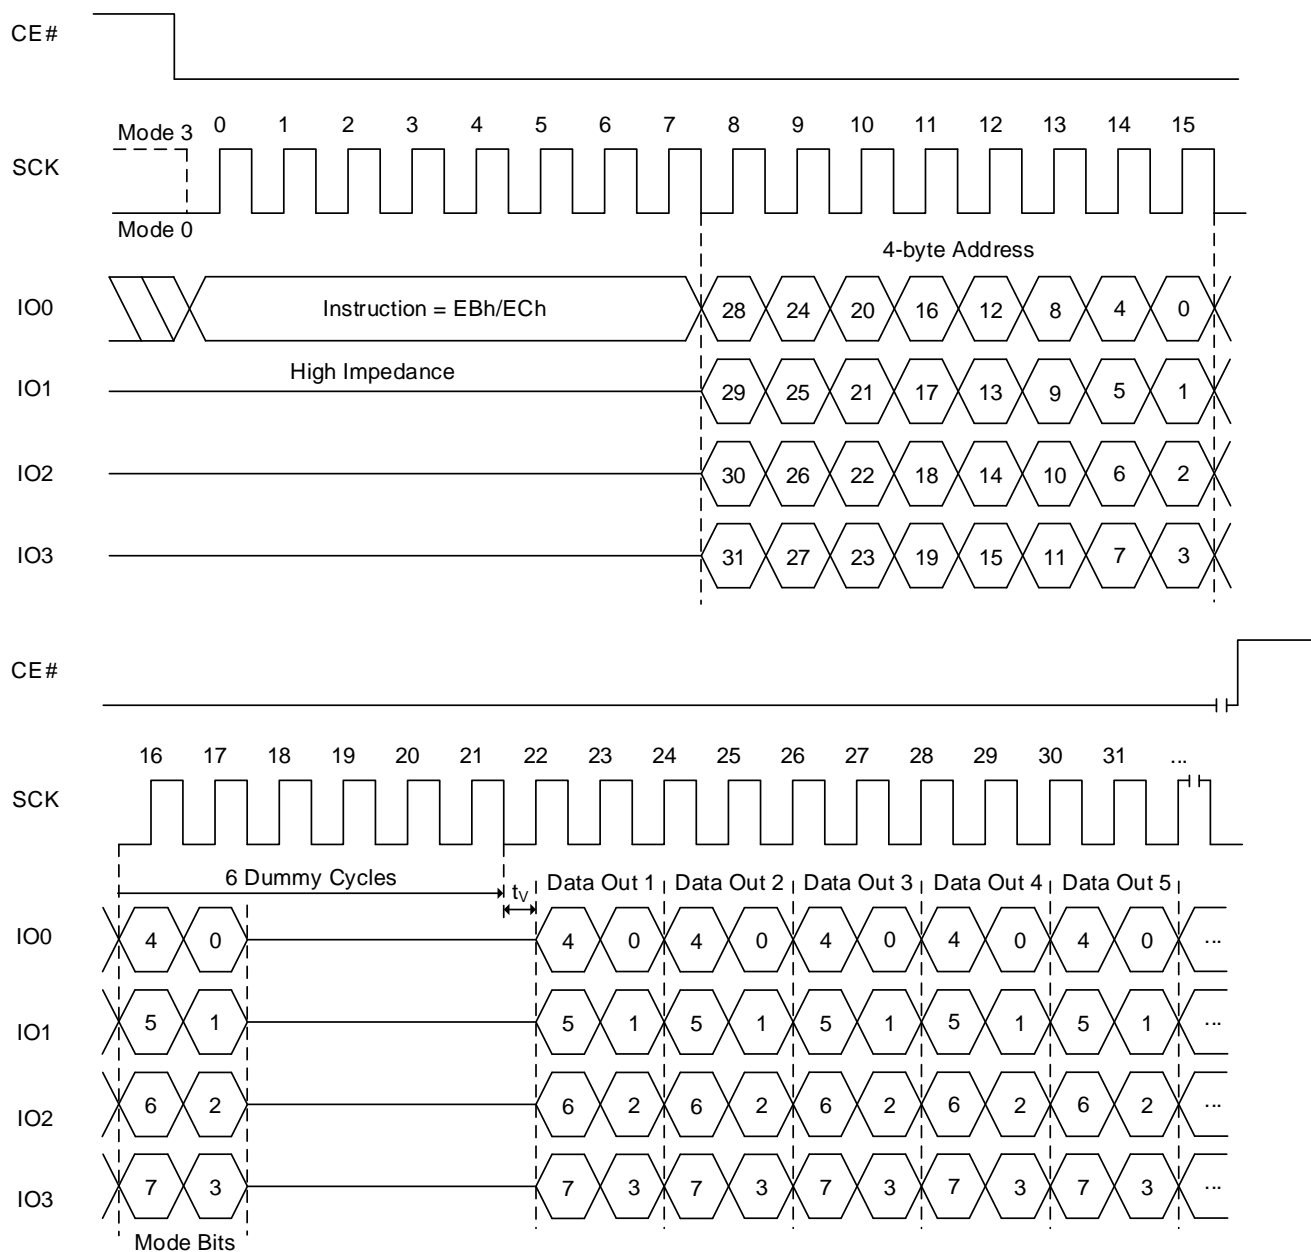 CE#
Mode 3 0 1 2 3 4 5 6 7 8 9 10 11 12 13 14 15
SCK
Mode 0
4-byte Address
IO0 Instruction = EBh/ECh 28 24 20 16 12 8 4 0
High Impedance
IO1 29 25 21 17 13 9 5 1
IO2 30 26 22 18 14 10 6 2
IO3 31 27 23 19 15 11 7 3
CE#
16 17 18 19 20 21 22 23 24 25 26 27 28 29 30 31 ...
SCK
6 Dummy Cycles tV Data Out 1 Data Out 2 Data Out 3 Data Out 4 Data Out 5
IO0 4 0 4 0 4 0 4 0 4 0 4 0 ...
IO1 5 1 5 1 5 1 5 1 5 1 5 1 ...
IO2 6 2 6 2 6 2 6 2 6 2 6 2 ...
IO3 7 3 7 3 7 3 7 3 7 3 7 3 ...
Mode Bits